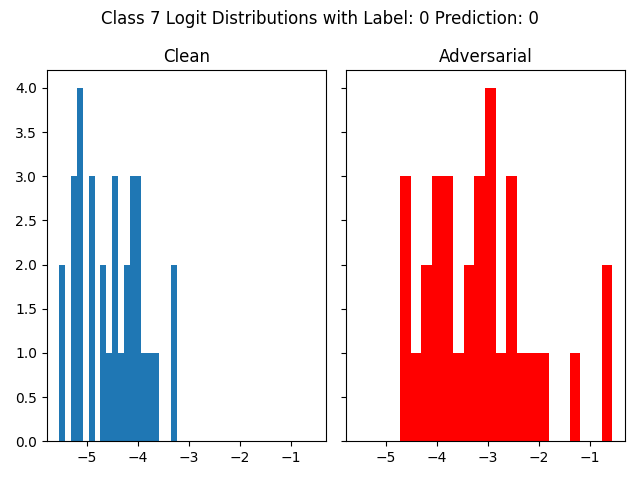 Class 7 Logit Distributions with Label: 0 Prediction: 0
Clean
Adversarial
4.0
3.5
3.0
2.5
2.0
1.5
1.0
0.5
0.0
−5 −4 −3 −2 −1
−5 −4 −3 −2 −1